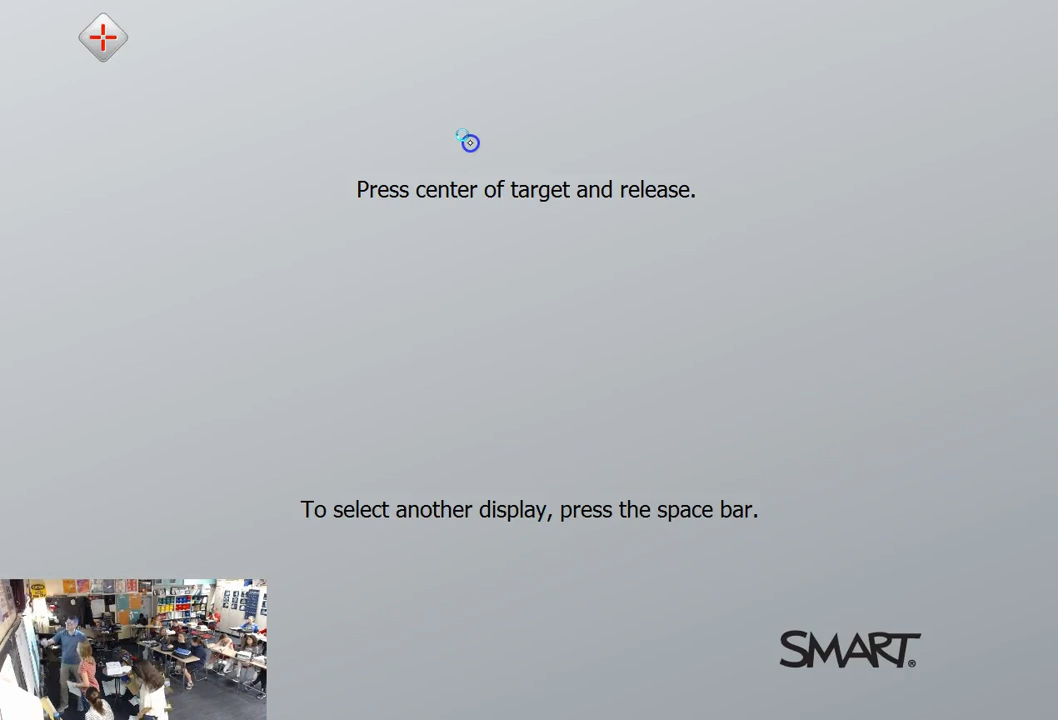 Press center of target and release.
To select another display, press the space bar.
SMART®